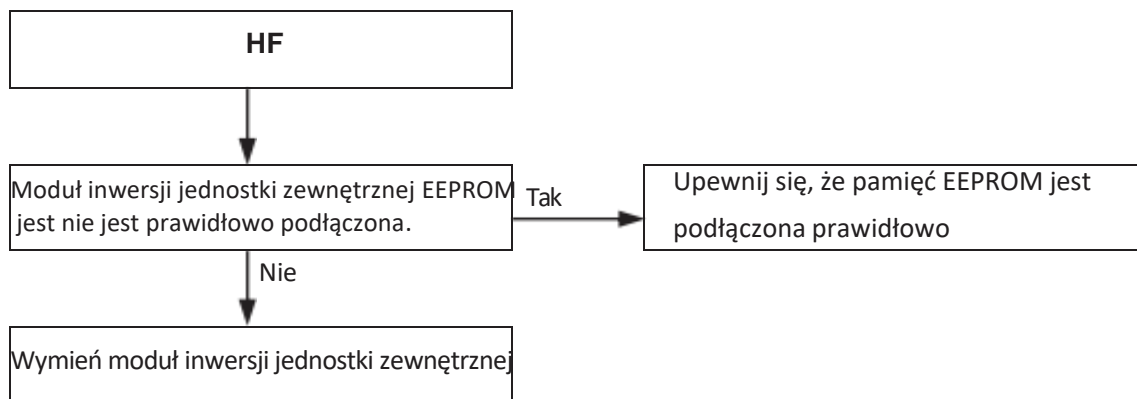 HF
Moduł inwersji jednostki zewnętrznej EEPROM
jest nie jest prawidłowo podłączona.
Tak
Upewnij się, że pamięć EEPROM jest
podłączona prawidłowo
Nie
Wymień moduł inwersji jednostki zewnętrznej